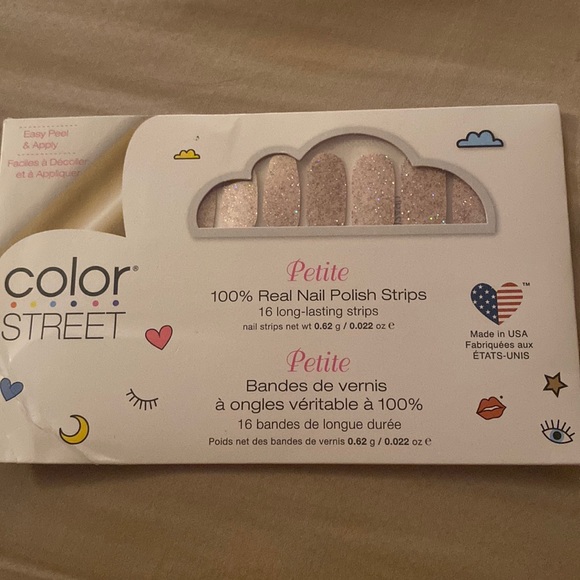 Easy Peel
& Apply
Faciles à Décoller
et à Appliquer
color®
STREET
Petite
100% Real Nail Polish Strips
16 long-lasting strips
nail strips net wt 0.62 g / 0.022 oz e
Petite
Bandes de vernis
à ongles véritable à 100%
16 bandes de longue durée
Poids net des bandes de vernis 0.62 g / 0.022 oz e
™
Made in USA
Fabriquées aux
ÉTATS-UNIS